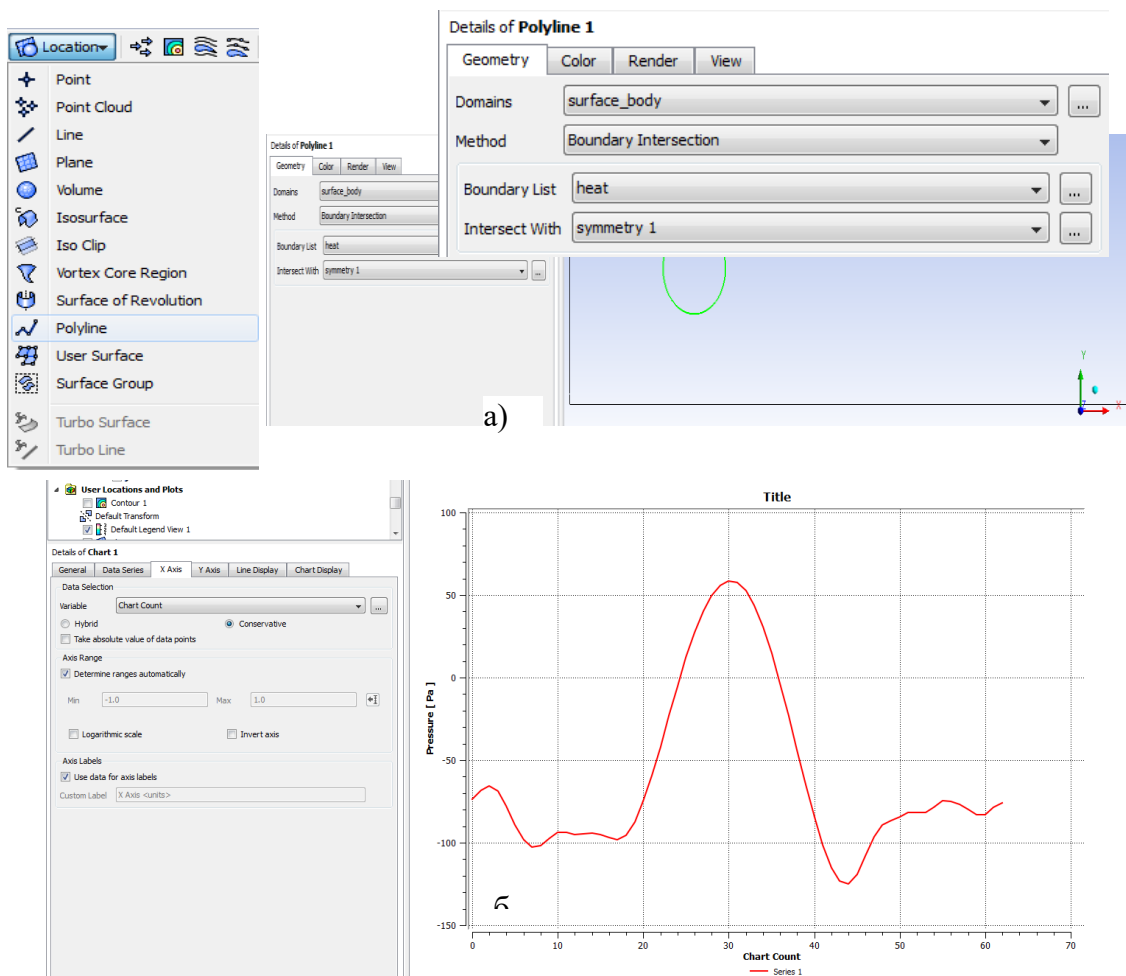 Location
Point
Point Cloud
Line
Plane
Volume
Isosurface
Iso Clip
Vortex Core Region
Surface of Revolution
Polyline
User Surface
Surface Group
Turbo Surface
Turbo Line
Details of Polyline 1
Geometry Color Render View
Domains surface_body
Method Boundary Intersection
Boundary List heat
Intersect With symmetry 1
Details of Polyline 1
Geometry Color Render View
Domains surface_body ...
Method Boundary Intersection
Boundary List heat ...
Intersect With symmetry 1 ...
...
Y
Z X
а)
User Locations and Plots
Contour 1
Default Transform
Default Legend View 1
Details of Chart 1
General Data Series X Axis Y Axis Line Display Chart Display
Data Selection
Variable Chart Count ...
Hybrid Conservative
Take absolute value of data points
Axis Range
Determine ranges automatically
Min -1.0 Max 1.0
Logarithmic scale Invert axis
Axis Labels
Use data for axis labels
Custom Label X Axis <units>
Title
100
50
0
-50
-100
-150
Pressure [ Pa ]
0 10 20 30 40 50 60 70
Chart Count
Series 1
б